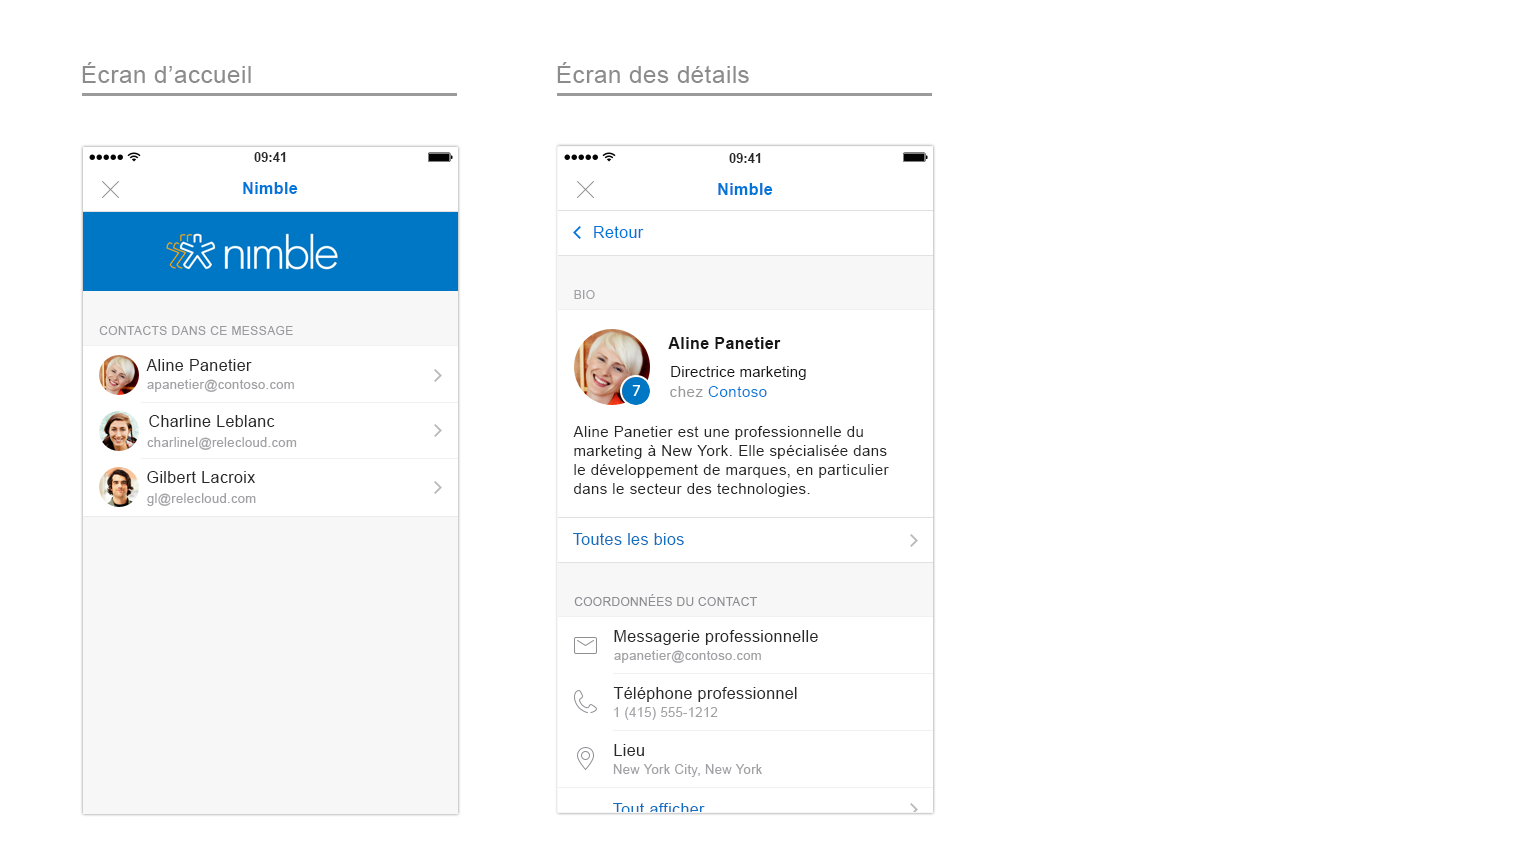 Écran d’accueil
09:41
Nimble
nimble
CONTACTS DANS CE MESSAGE
Aline Panetier
apanetier@contoso.com
Charline Leblanc
charlinel@relecloud.com
Gilbert Lacroix
gl@relecloud.com
Écran des détails
09:41
Nimble
Retour
BIO
Aline Panetier
Directrice marketing
chez Contoso
7
Aline Panetier est une professionnelle du
marketing à New York. Elle spécialisée dans
le développement de marques, en particulier
dans le secteur des technologies.
Toutes les bios
COORDONNÉES DU CONTACT
Messagerie professionnelle
apanetier@contoso.com
Téléphone professionnel
1 (415) 555-1212
Lieu
New York City, New York
Tout afficher